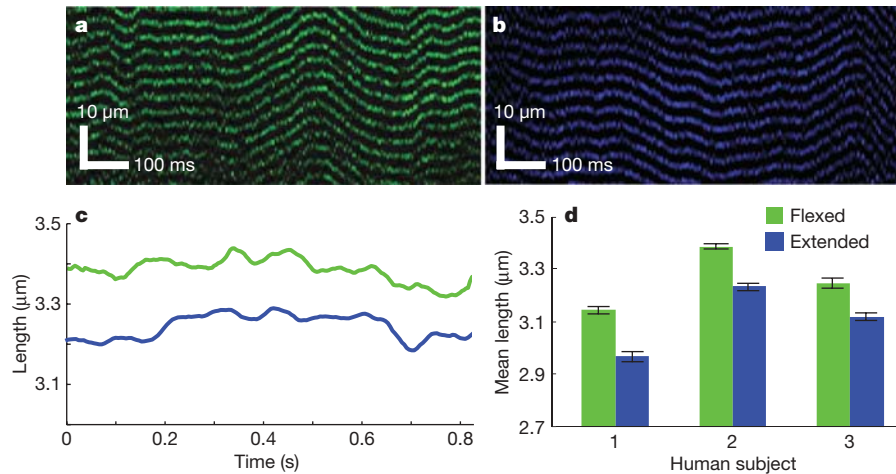 a
10 μm
100 ms
b
10 μm
100 ms
c
3.5
3.3
3.1
Length (μm)
0
0.2
0.4
0.6
0.8
Time (s)
d
Flexed
Extended
3.5
3.3
3.1
2.9
2.7
Mean length (μm)
1
2
3
Human subject